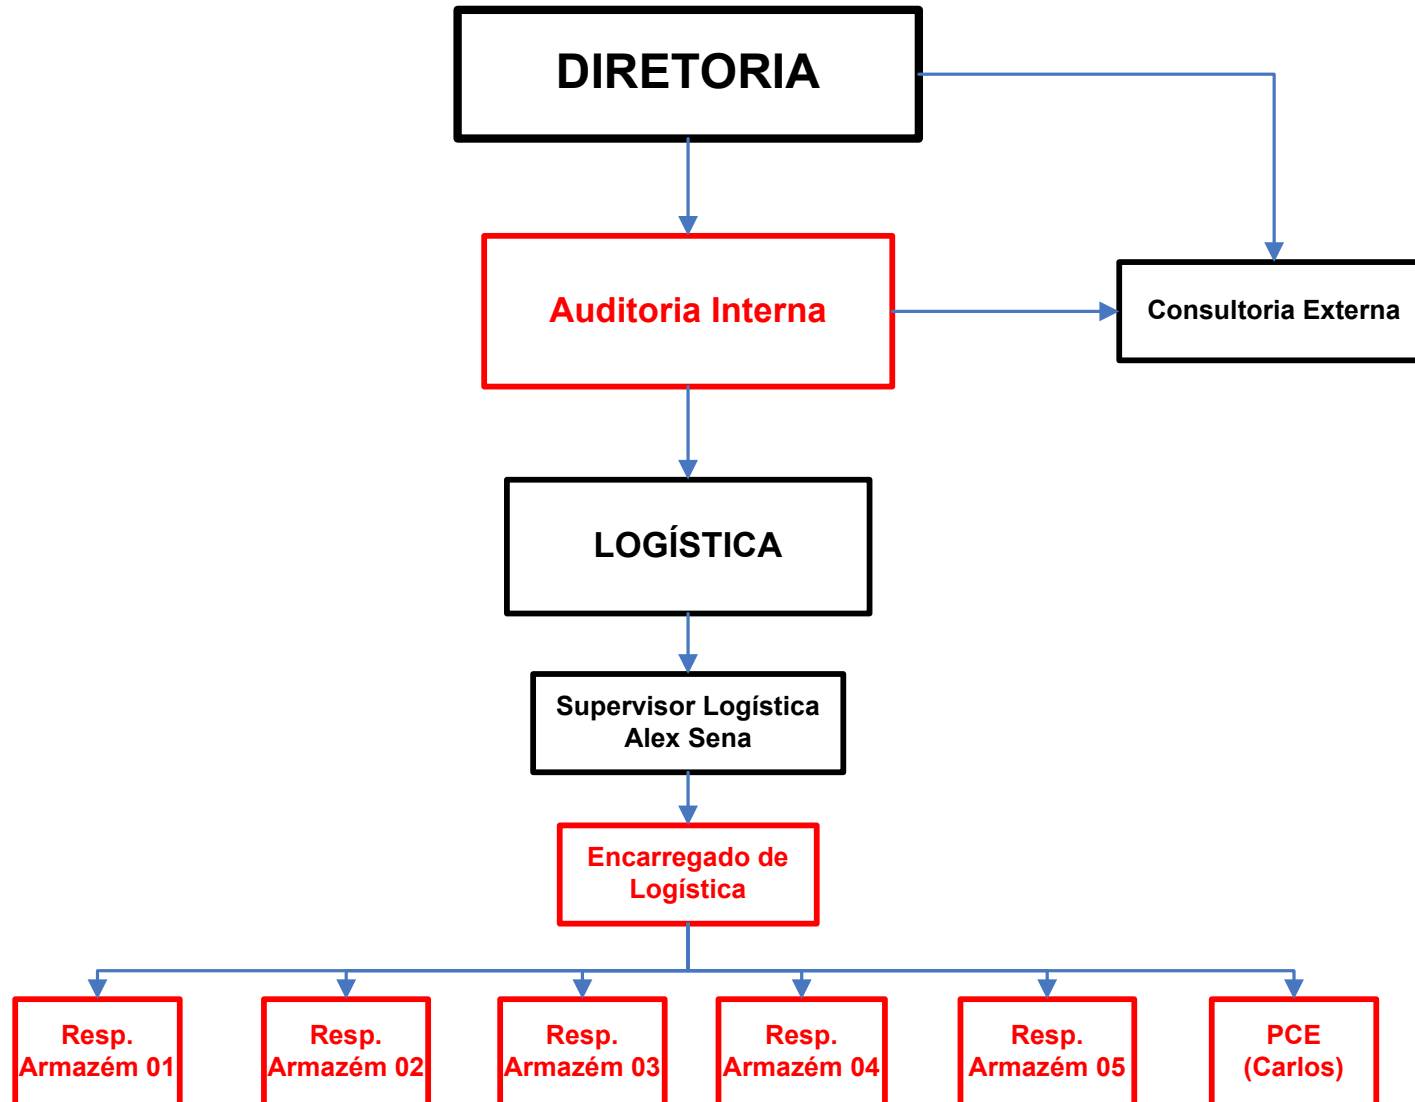 DIRETORIA
Auditoria Interna
Consultoria Externa
LOGÍSTICA
Supervisor Logística
Alex Sena
Encarregado de
Logística
Resp.
Armazém 01
Resp.
Armazém 02
Resp.
Armazém 03
Resp.
Armazém 04
Resp.
Armazém 05
PCE
(Carlos)